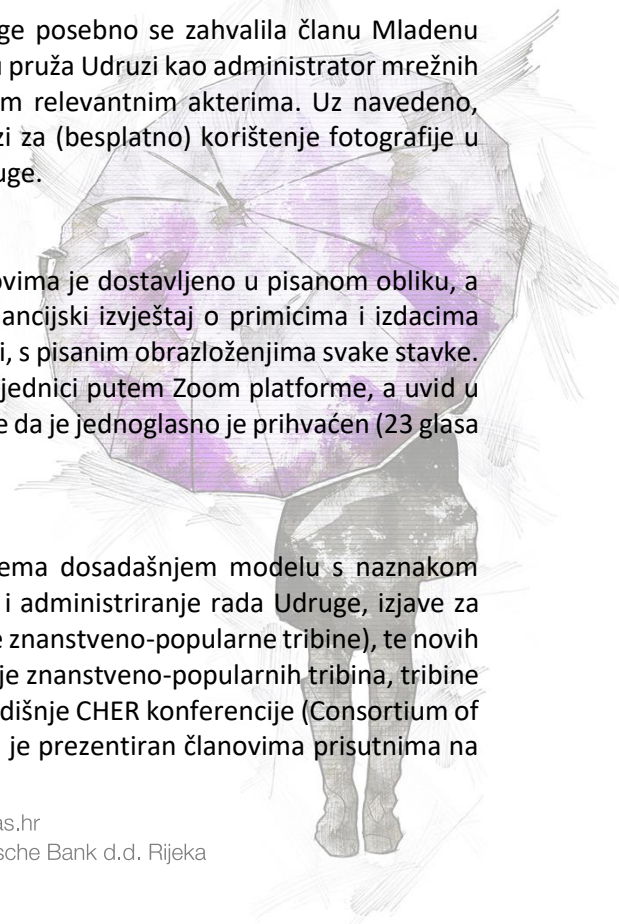 ge posebno se zahvalila članu Mladenu
u pruža Udruzi kao administrator mrežnih
m relevantnim akterima. Uz navedeno,
zi za (besplatno) korištenje fotografije u
uge.
ovima je dostavljeno u pisanom obliku, a
ancijski izvještaj o primicima i izdacima
i, s pisanim obrazloženjima svake stavke.
jednici putem Zoom platforme, a uvid u
e da je jednoglasno je prihvaćen (23 glasa
ema dosadašnjem modelu s naznakom
i administriranje rada Udruge, izjave za
e znanstveno-popularne tribine), te novih
je znanstveno-popularnih tribina, tribine
dišnje CHER konferencije (Consortium of
je prezentiran članovima prisutnima na
as.hr
sche Bank d.d. Rijeka